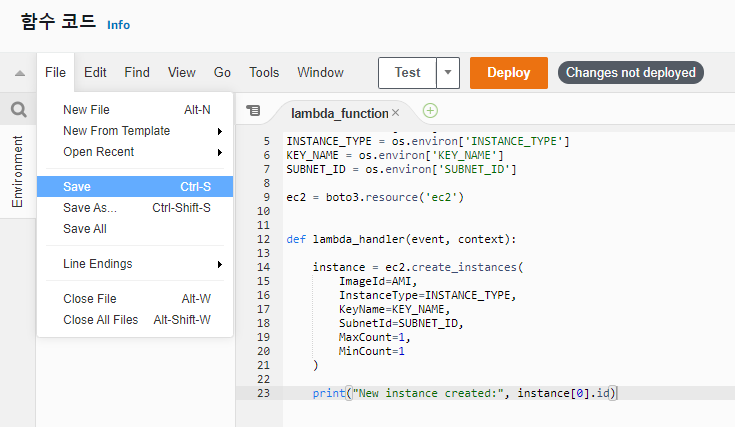 함수 코드 Info
File Edit Find View Go Tools Window Test Deploy Changes not deployed
Environment
New File Alt-N
New From Template
Open Recent
Save Ctrl-S
Save As... Ctrl-Shift-S
Save All
Line Endings
Close File Alt-W
Close All Files Alt-Shift-W
lambda_function
5 INSTANCE_TYPE = os.environ['INSTANCE_TYPE']
6 KEY_NAME = os.environ['KEY_NAME']
7 SUBNET_ID = os.environ['SUBNET_ID']
8
9 ec2 = boto3.resource('ec2')
10
11
12 def lambda_handler(event, context):
13
14 instance = ec2.create_instances(
15 ImageId=AMI,
16 InstanceType=INSTANCE_TYPE,
17 KeyName=KEY_NAME,
18 SubnetId=SUBNET_ID,
19 MaxCount=1,
20 MinCount=1
21 )
22
23 print("New instance created:", instance[0].id)